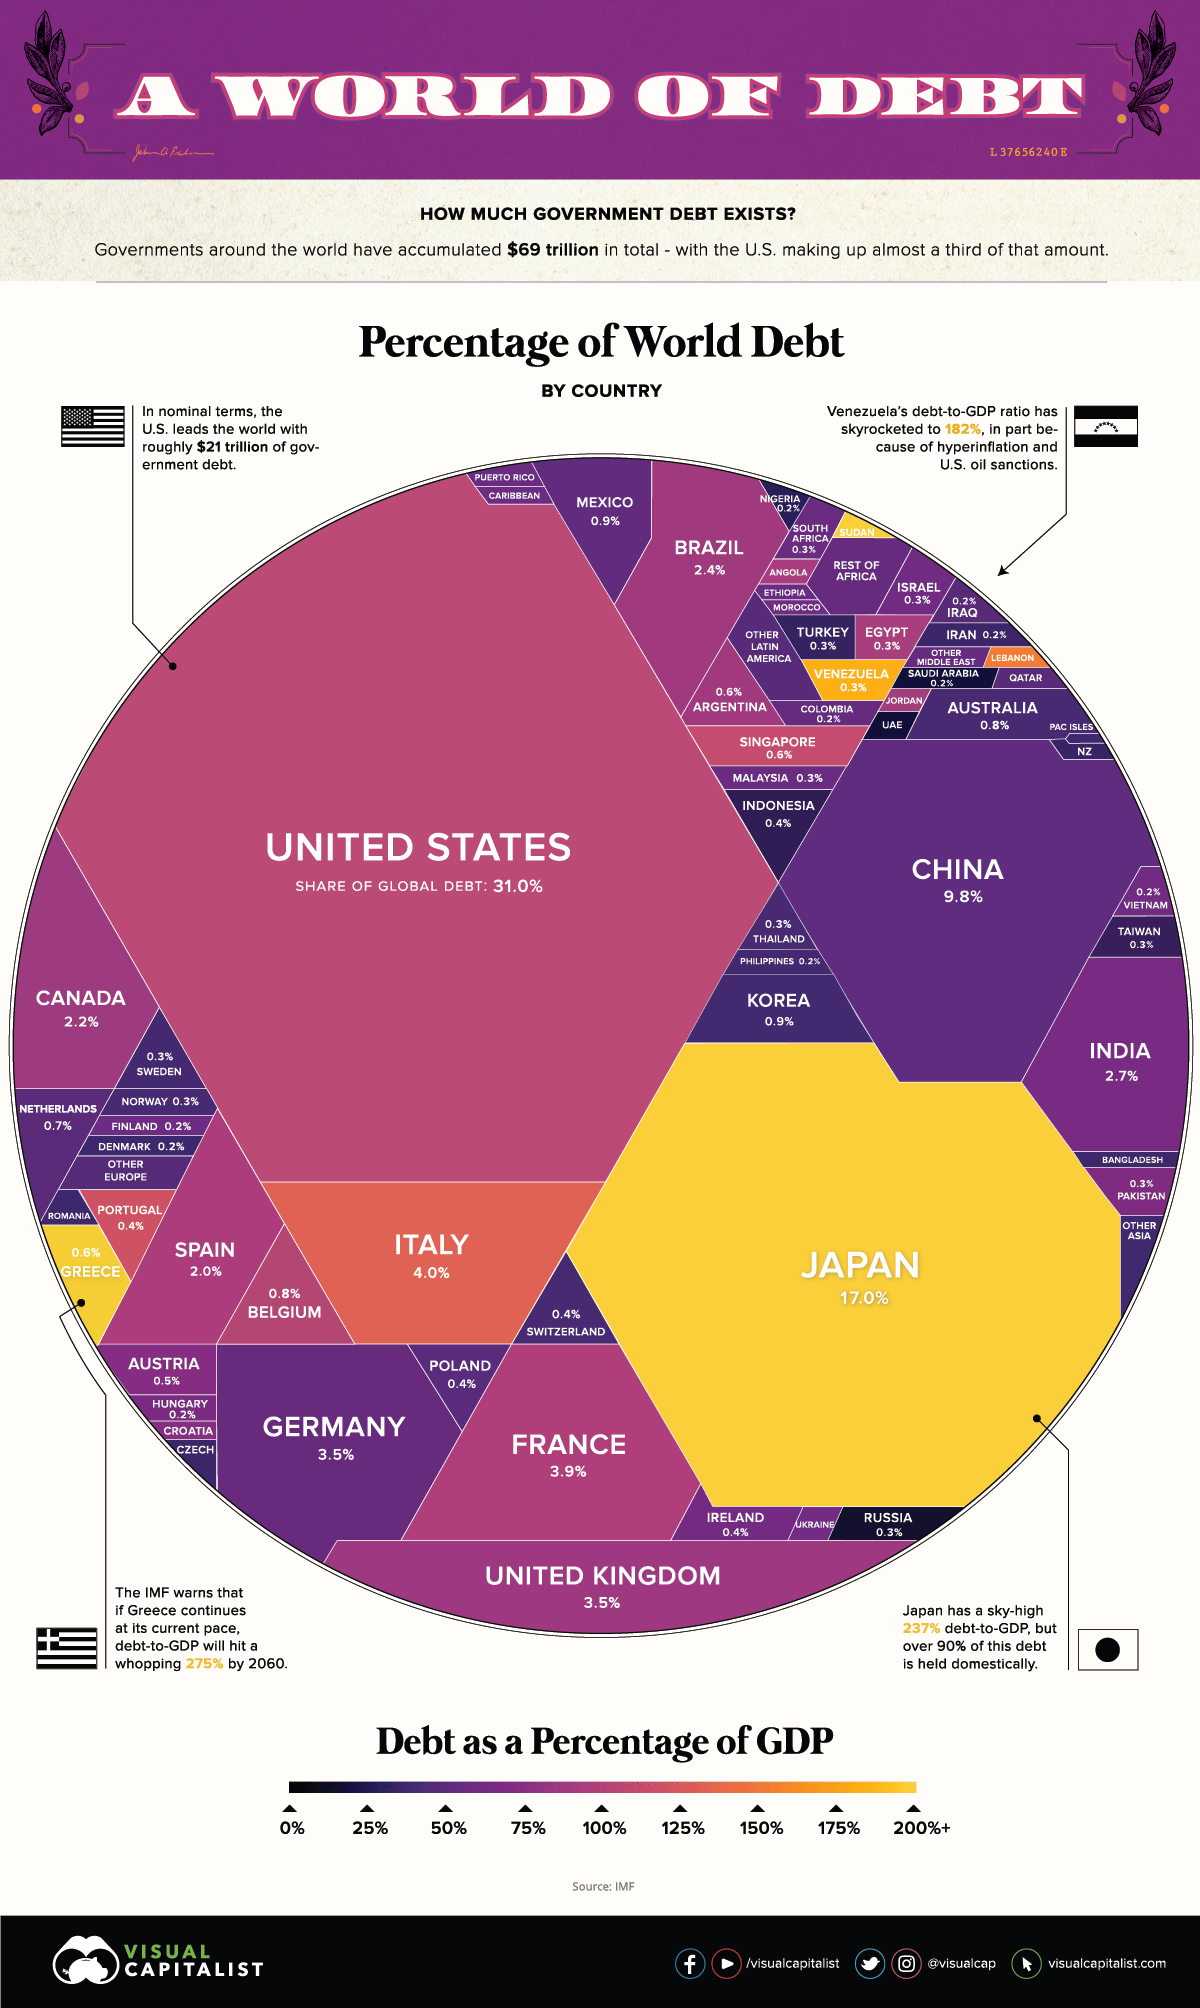 A WORLD OF DEBT
L 37656240 E
HOW MUCH GOVERNMENT DEBT EXISTS?
Governments around the world have accumulated $69 trillion in total - with the U.S. making up almost a third of that amount.
Percentage of World Debt
BY COUNTRY
In nominal terms, the
U.S. leads the world with
roughly $21 trillion of gov-
ernment debt.
Venezuela's debt-to-GDP ratio has
skyrocketed to 182%, in part be-
cause of hyperinflation and
U.S. oil sanctions.
PUERTO RICO
CARIBBEAN
MEXICO
0.9%
BRAZIL
2.4%
NIGERIA
0.2%
SOUTH
AFRICA
0.3%
SUDAN
REST OF
AFRICA
ANGOLA
ETHIOPIA
MOROCCO
ISRAEL
0.3%
0.2%
IRAQ
OTHER
LATIN
AMERICA
TURKEY
0.3%
EGYPT
0.3%
IRAN 0.2%
OTHER
MIDDLE EAST
LEBANON
VENEZUELA
0.3%
SAUDI ARABIA
0.2%
QATAR
0.6%
ARGENTINA
COLOMBIA
0.2%
JORDAN
UAE
AUSTRALIA
0.8%
PAC ISLES
NZ
SINGAPORE
0.6%
MALAYSIA 0.3%
INDONESIA
0.4%
UNITED STATES
SHARE OF GLOBAL DEBT: 31.0%
CHINA
9.8%
0.2%
VIETNAM
TAIWAN
0.3%
0.3%
THAILAND
PHILIPPINES 0.2%
KOREA
0.9%
CANADA
2.2%
0.3%
SWEDEN
INDIA
2.7%
NETHERLANDS
0.7%
NORWAY 0.3%
FINLAND 0.2%
DENMARK 0.2%
OTHER
EUROPE
BANGLADESH
0.3%
PAKISTAN
OTHER
ASIA
ROMANIA
PORTUGAL
0.4%
0.6%
GREECE
SPAIN
2.0%
0.8%
BELGIUM
ITALY
4.0%
JAPAN
17.0%
0.4%
SWITZERLAND
AUSTRIA
0.5%
HUNGARY
0.2%
CROATIA
CZECH
GERMANY
3.5%
POLAND
0.4%
FRANCE
3.9%
IRELAND
0.4%
UKRAINE
RUSSIA
0.3%
UNITED KINGDOM
3.5%
The IMF warns that
if Greece continues
at its current pace,
debt-to-GDP will hit a
whopping 275% by 2060.
Japan has a sky-high
237% debt-to-GDP, but
over 90% of this debt
is held domestically.
Debt as a Percentage of GDP
0% 25% 50% 75% 100% 125% 150% 175% 200%+
Source: IMF
VISUAL
CAPITALIST
/visualcapitalist @visualcap visualcapitalist.com